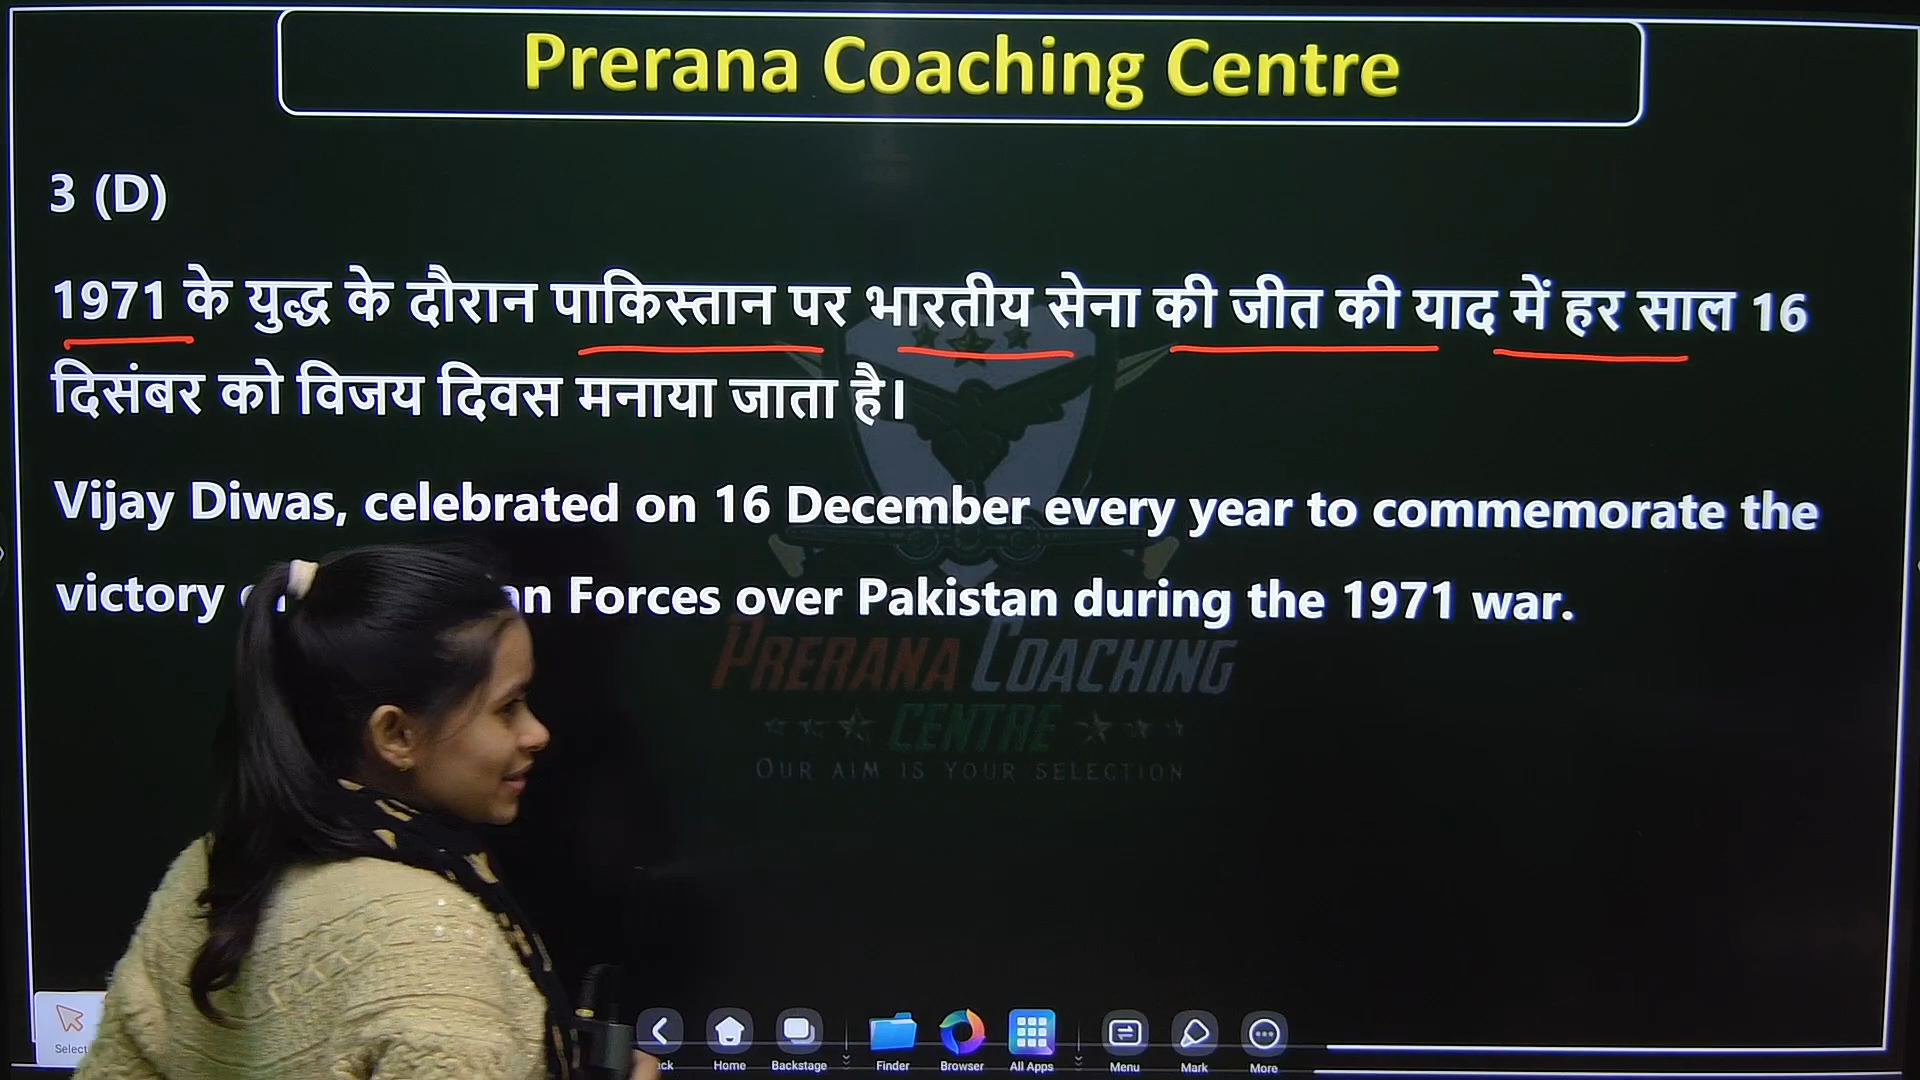 Prerana Coaching Centre
3 (D)
1971 के युद्ध के दौरान पाकिस्तान पर भारतीय सेना की जीत की याद में हर साल 16
दिसंबर को विजय दिवस मनाया जाता है।
Vijay Diwas, celebrated on 16 December every year to commemorate the
victory Forces over Pakistan during the 1971 war.
PRERANA COACHING
CENTRE
OUR AIM IS YOUR SELECTION
Select Home Backstage Finder Browser All Apps Menu Mark More